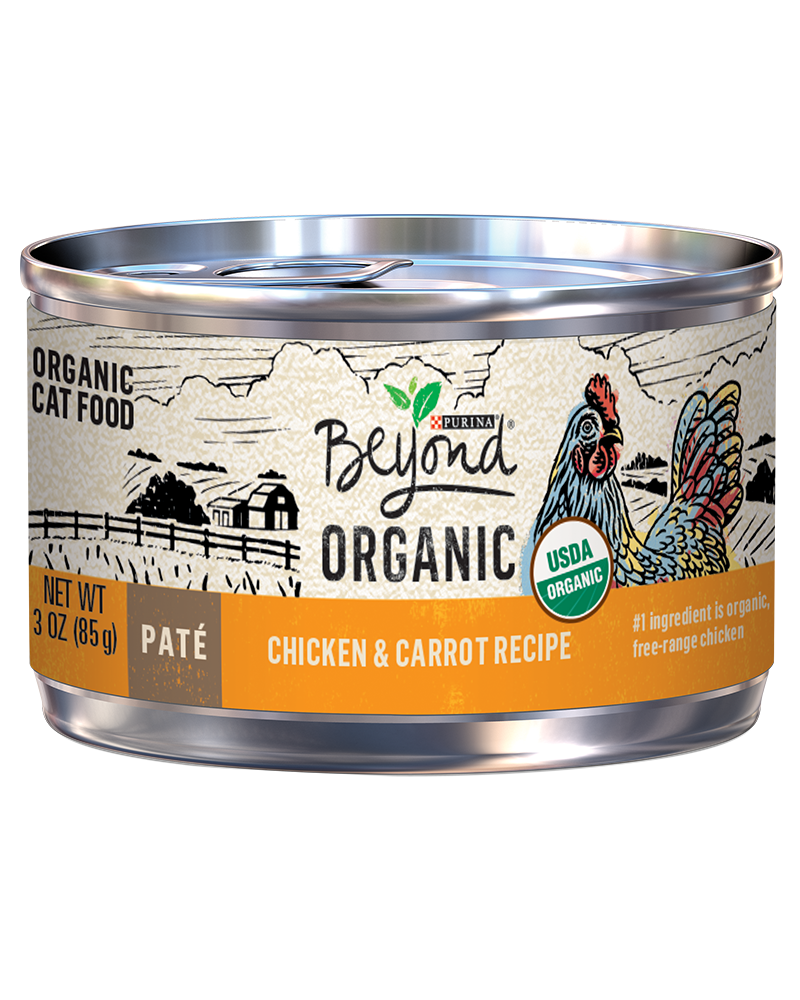 ORGANIC
CAT FOOD
PURINA®
Beyond®
ORGANIC
USDA
ORGANIC
NET WT
3 OZ (85g)
PATÉ
CHICKEN & CARROT RECIPE
#1 ingredient is organic,
free-range chicken